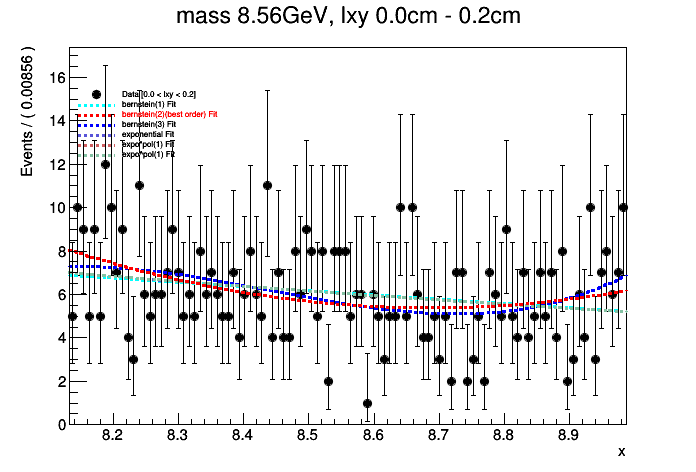 mass 8.56GeV, lxy 0.0cm - 0.2cm
Events / ( 0.00856 )
16
14
12
10
8
6
4
2
0
Data[0.0 < lxy < 0.2]
bernstein(1) Fit
bernstein(2)(best order) Fit
bernstein(3) Fit
exponential Fit
expo*pol(1) Fit
expo*pol(1) Fit
8.2 8.3 8.4 8.5 8.6 8.7 8.8 8.9
x